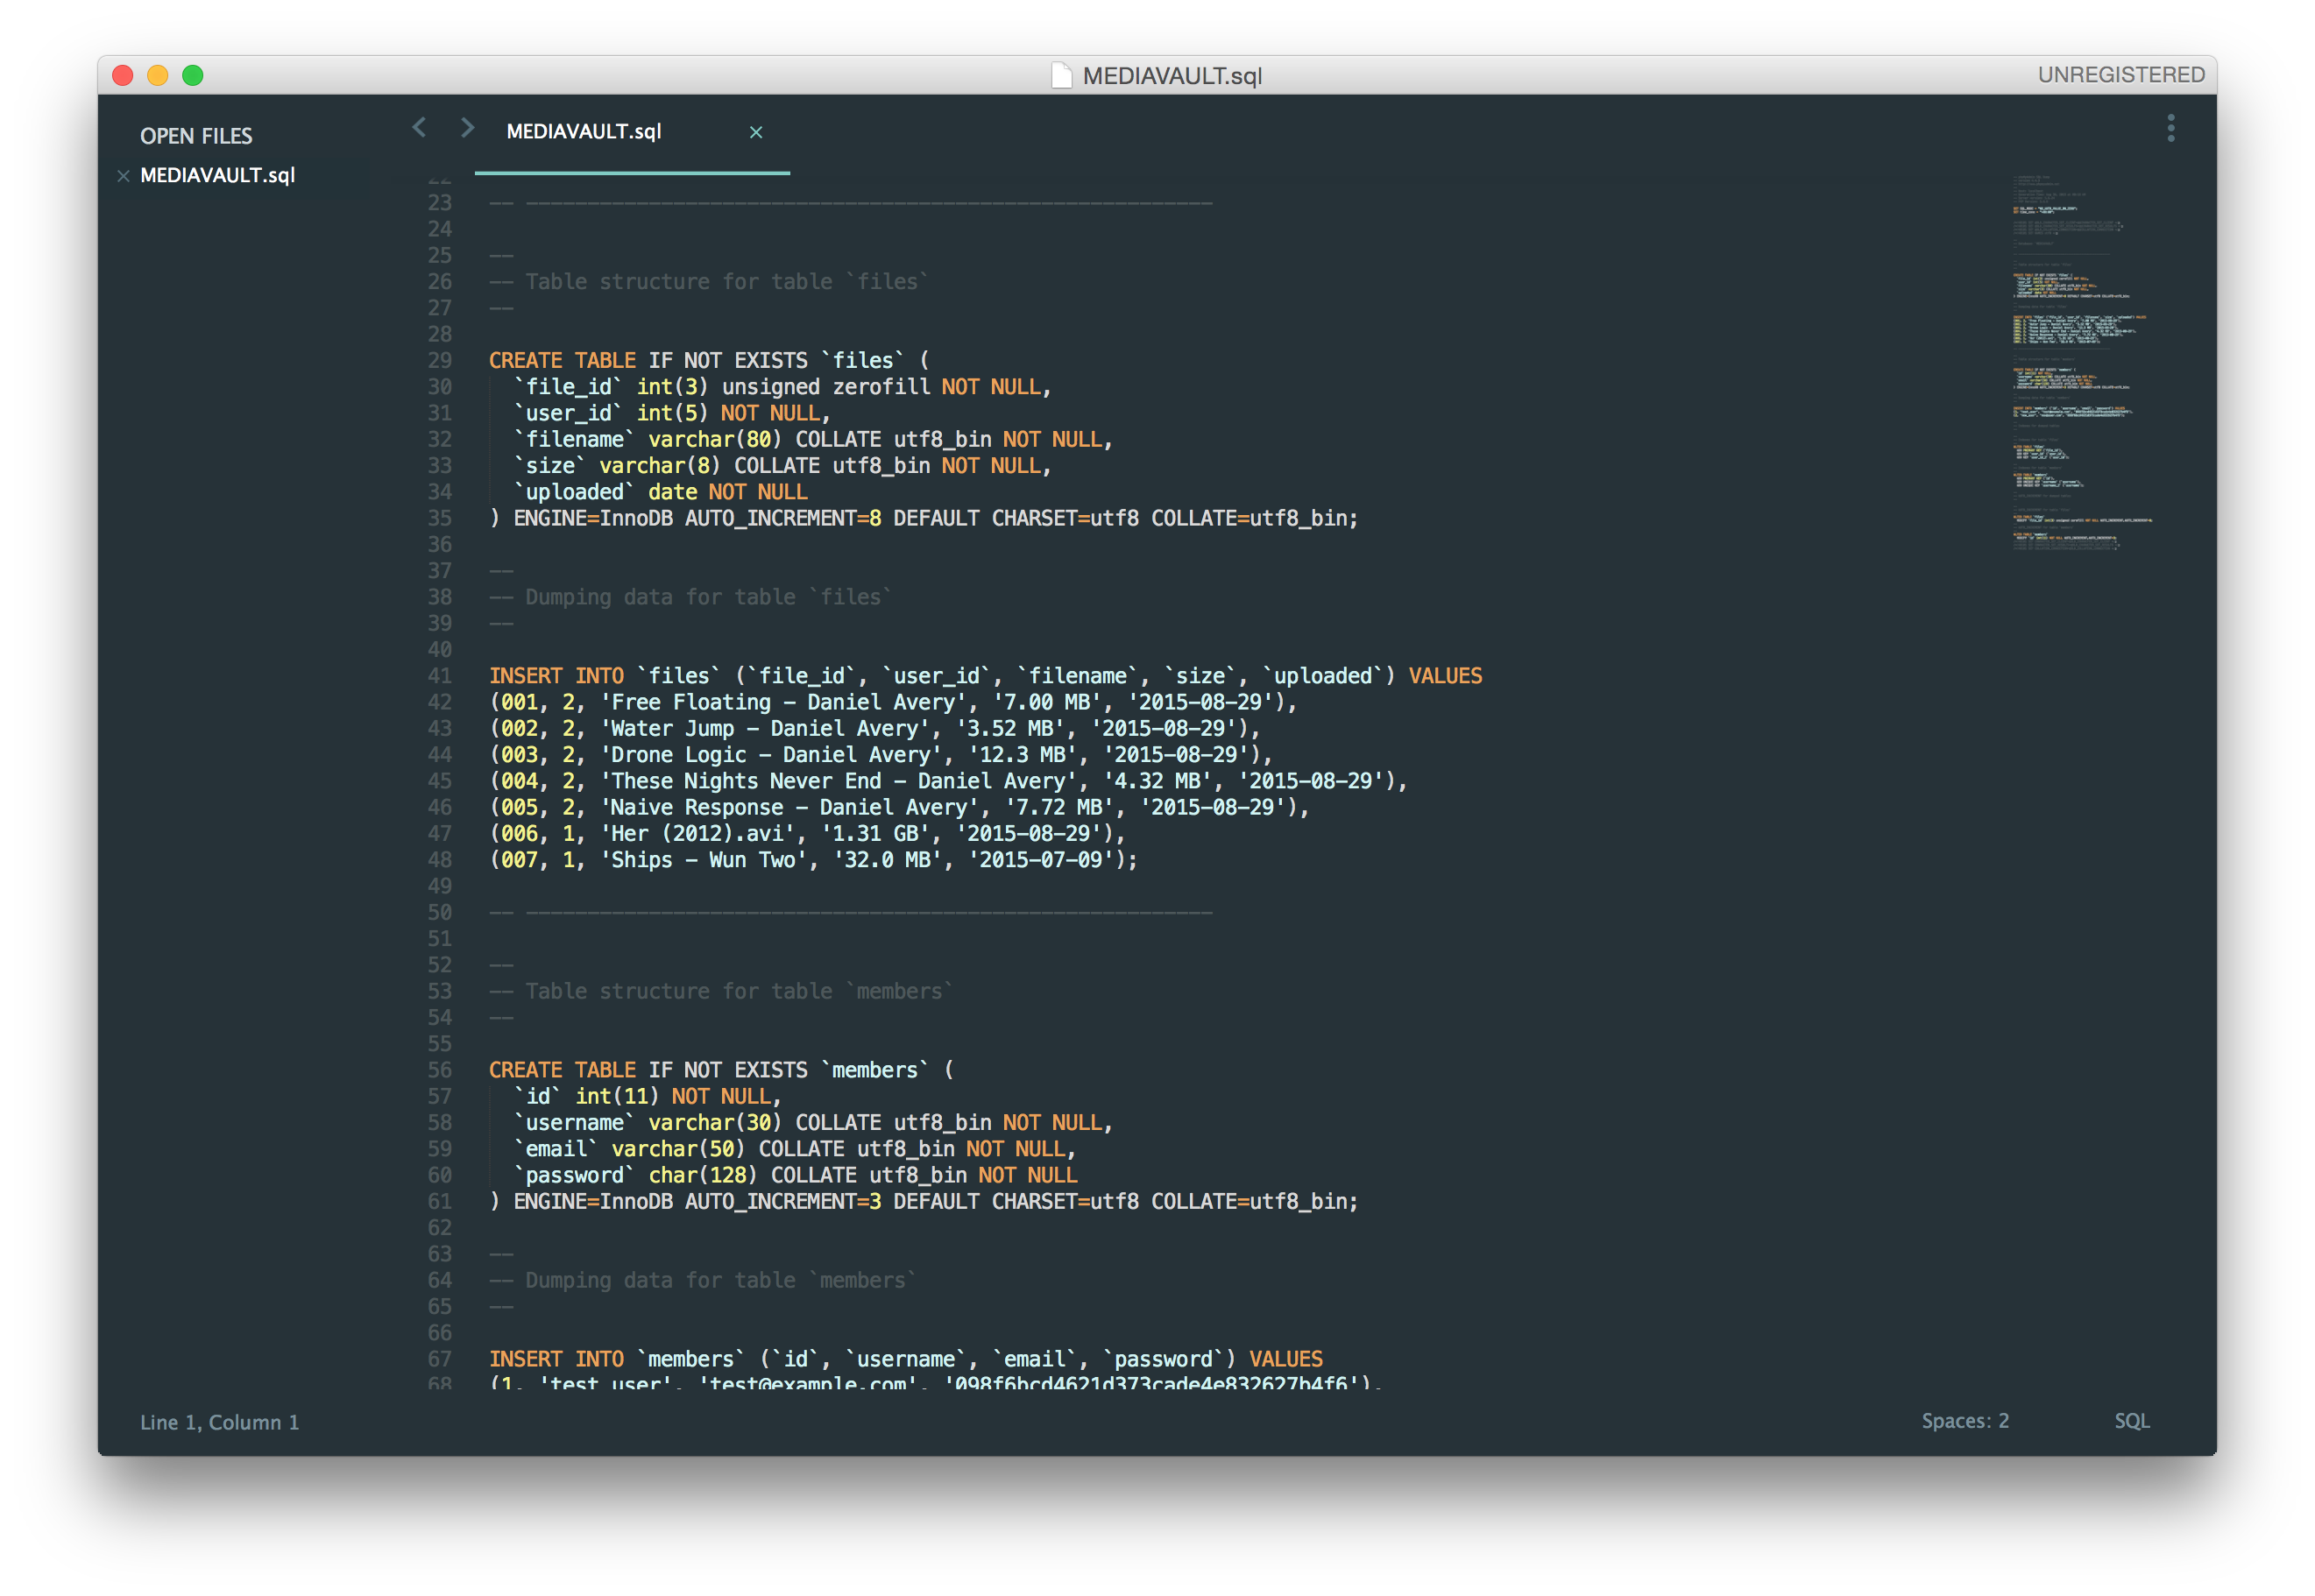 MEDIAVAULT.sql
UNREGISTERED
OPEN FILES
MEDIAVAULT.sql
MEDIAVAULT.sql
22
23 -- --------------------------------------------------------
24
25 --
26 -- Table structure for table `files`
27 --
28
29 CREATE TABLE IF NOT EXISTS `files` (
30 `file_id` int(3) unsigned zerofill NOT NULL,
31 `user_id` int(5) NOT NULL,
32 `filename` varchar(80) COLLATE utf8_bin NOT NULL,
33 `size` varchar(8) COLLATE utf8_bin NOT NULL,
34 `uploaded` date NOT NULL
35 ) ENGINE=InnoDB AUTO_INCREMENT=8 DEFAULT CHARSET=utf8 COLLATE=utf8_bin;
36
37 --
38 -- Dumping data for table `files`
39 --
40
41 INSERT INTO `files` (`file_id`, `user_id`, `filename`, `size`, `uploaded`) VALUES
42 (001, 2, 'Free Floating - Daniel Avery', '7.00 MB', '2015-08-29'),
43 (002, 2, 'Water Jump - Daniel Avery', '3.52 MB', '2015-08-29'),
44 (003, 2, 'Drone Logic - Daniel Avery', '12.3 MB', '2015-08-29'),
45 (004, 2, 'These Nights Never End - Daniel Avery', '4.32 MB', '2015-08-29'),
46 (005, 2, 'Naive Response - Daniel Avery', '7.72 MB', '2015-08-29'),
47 (006, 1, 'Her (2012).avi', '1.31 GB', '2015-08-29'),
48 (007, 1, 'Ships - Wun Two', '32.0 MB', '2015-07-09');
49
50 -- --------------------------------------------------------
51
52 --
53 -- Table structure for table `members`
54 --
55
56 CREATE TABLE IF NOT EXISTS `members` (
57 `id` int(11) NOT NULL,
58 `username` varchar(30) COLLATE utf8_bin NOT NULL,
59 `email` varchar(50) COLLATE utf8_bin NOT NULL,
60 `password` char(128) COLLATE utf8_bin NOT NULL
61 ) ENGINE=InnoDB AUTO_INCREMENT=3 DEFAULT CHARSET=utf8 COLLATE=utf8_bin;
62
63 --
64 -- Dumping data for table `members`
65 --
66
67 INSERT INTO `members` (`id`, `username`, `email`, `password`) VALUES
68 (1, 'test_user', 'test@example.com', '098f6bcd4621d373cade4e832627b4f6'),
Line 1, Column 1
Spaces: 2
SQL